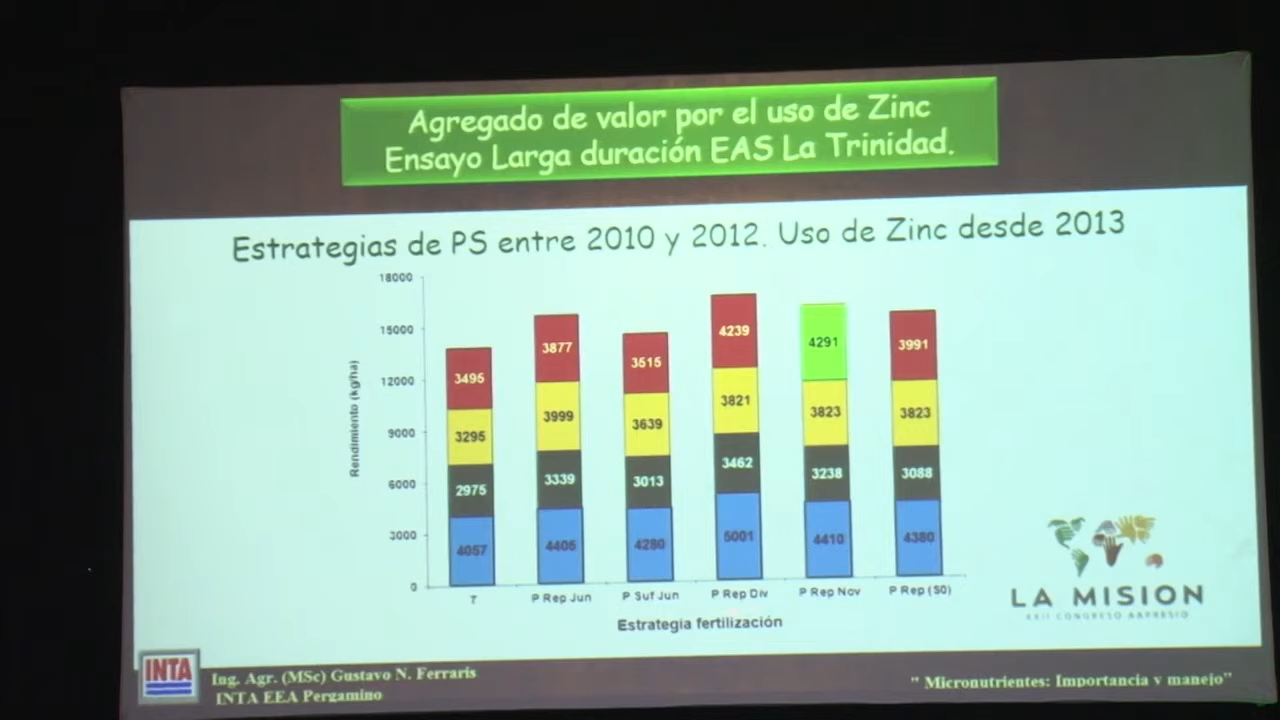 Agregado de valor por el uso de Zinc
Ensayo Larga duración EAS La Trinidad.
Estrategias de PS entre 2010 y 2012. Uso de Zinc desde 2013
Rendimiento (kg/ha)
18000
15000
12000
9000
6000
3000
0
3495
3295
2975
4057
3877
3999
3339
4405
3515
3639
3013
4280
4239
3821
3462
5001
4291
3823
3238
4410
3991
3823
3088
4380
T
P Rep Jun
P Suf Jun
P Rep Div
P Rep Nov
P Rep (50)
Estrategia fertilización
LA MISION
XXII CONGRESO AAPRESID
INTA
Ing. Agr. (MSc) Gustavo N. Ferraris
INTA EEA Pergamino
" Micronutrientes: Importancia y manejo"